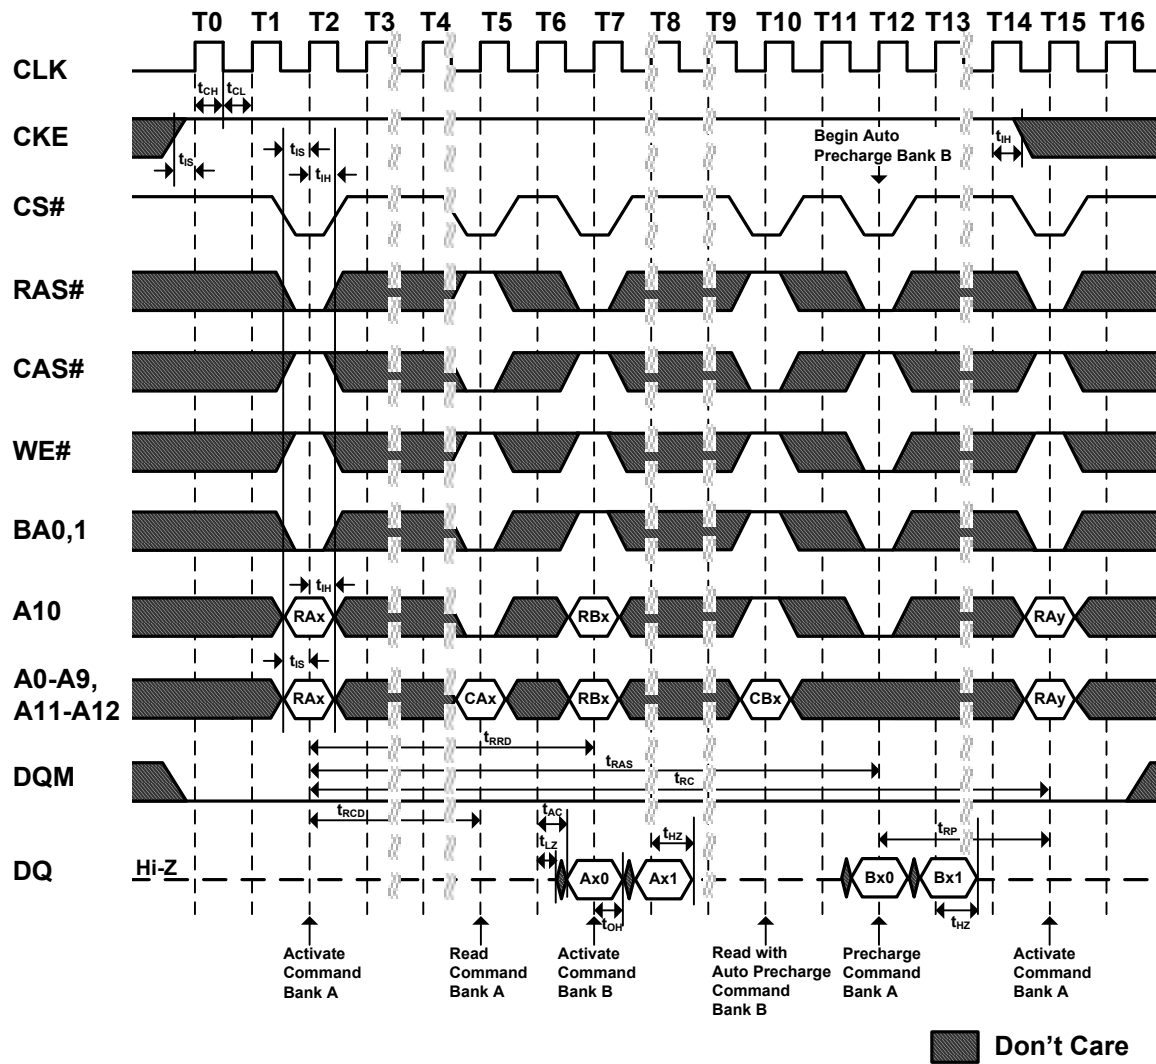 T0 T1 T2 T3 T4 T5 T6 T7 T8 T9 T10 T11 T12 T13 T14 T15 T16
CLK
tCH tCL
CKE
tIS
tIS
tIH
Begin Auto
Precharge Bank B
tIH
CS#
RAS#
CAS#
WE#
BA0,1
tIH
A10
RAx RBx RAy
tIS
A0-A9,
A11-A12
RAx CAx RBx CBx RAy
tRRD
tRAS
DQM
tRC
tRCD
tAC
tHZ
tRP
tLZ
DQ
Hi-Z
Ax0 Ax1 Bx0 Bx1
tOH
tHZ
Activate
Command
Bank A
Read
Command
Bank A
Activate
Command
Bank B
Read with
Auto Precharge
Command
Bank B
Precharge
Command
Bank A
Activate
Command
Bank A
Don't Care